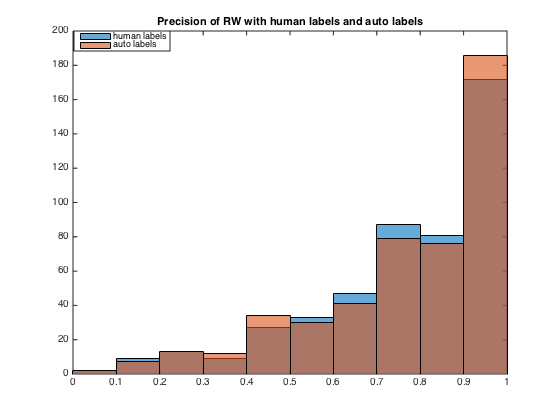 Precision of RW with human labels and auto labels
human labels
auto labels
200
180
160
140
120
100
80
60
40
20
0
0 0.1 0.2 0.3 0.4 0.5 0.6 0.7 0.8 0.9 1